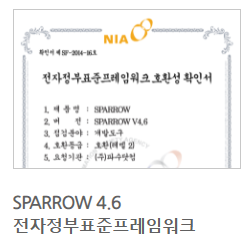 NIA
확인서 제 SF-2014-16호
전자정부표준프레임워크 호환성 확인서
1. 제 품 명 : SPARROW
2. 버 전 : SPARROW V4.6
3. 점검분야 : 개발도구
4. 호환등급 : 호환(레벨 2)
5. 요청기관 : (주)파수닷컴
SPARROW 4.6
전자정부표준프레임워크